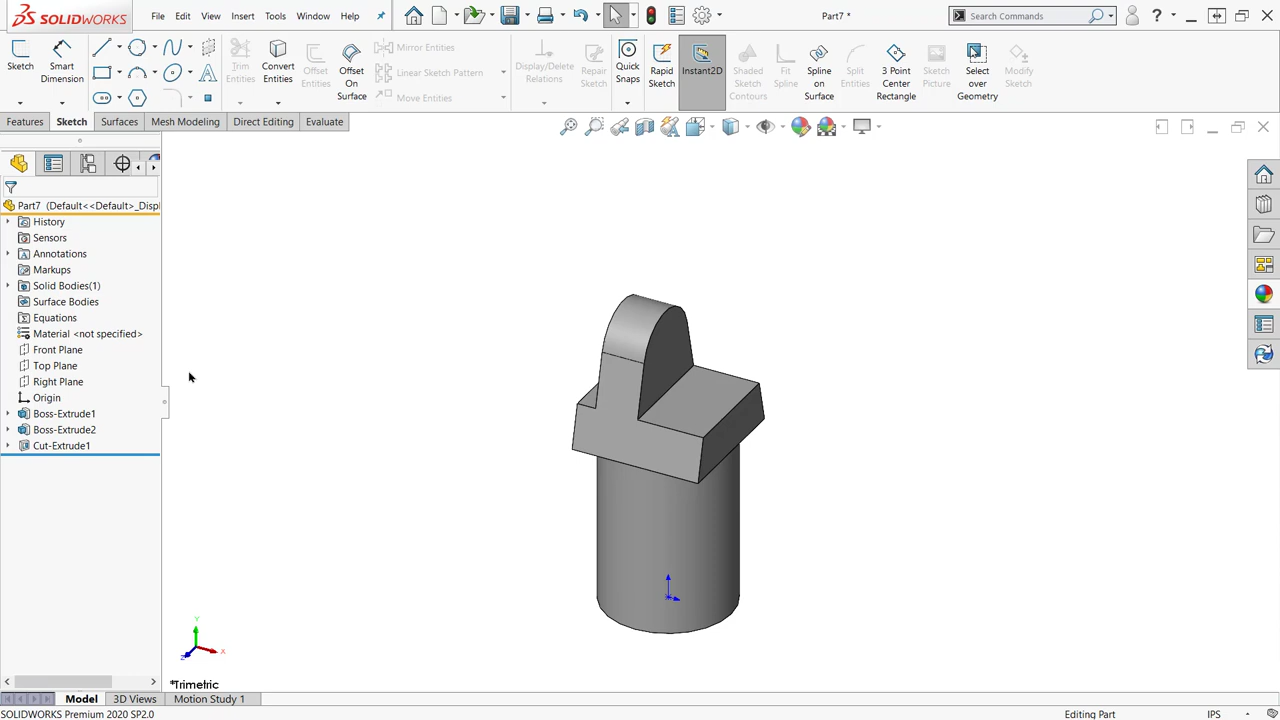 SOLIDWORKS File Edit View Insert Tools Window Help Part7 * Search Commands ?
Sketch Smart Dimension Trim Entities Convert Entities Offset Entities Offset On Surface Mirror Entities Linear Sketch Pattern Move Entities Display/Delete Relations Repair Sketch Quick Snaps Rapid Sketch Instant2D Shaded Sketch Contours Fit Spline Spline on Surface Split Entities 3 Point Center Rectangle Sketch Picture Select over Geometry Modify Sketch
Features Sketch Surfaces Mesh Modeling Direct Editing Evaluate
Part7 (Default<<Default>_Displ
History
Sensors
Annotations
Markups
Solid Bodies(1)
Surface Bodies
Equations
Material <not specified>
Front Plane
Top Plane
Right Plane
Origin
Boss-Extrude1
Boss-Extrude2
Cut-Extrude1
Y
X
Z
*Trimetric
Model 3D Views Motion Study 1
SOLIDWORKS Premium 2020 SP2.0 Editing Part IPS